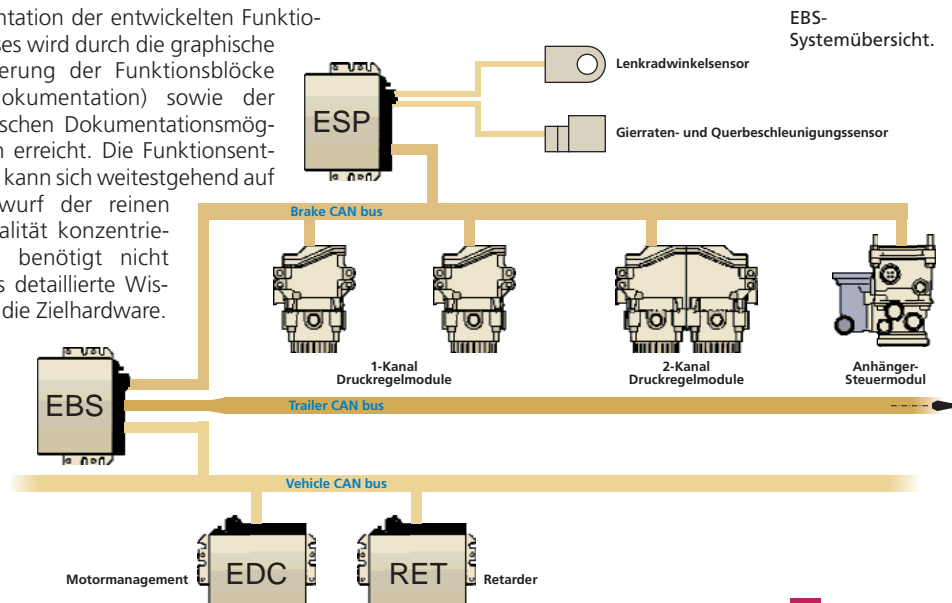 ntation der entwickelten Funktio-
ses wird durch die graphische
erung der Funktionsblöcke
okumentation) sowie der
ischen Dokumentationsmög-
n erreicht. Die Funktionsent-
kann sich weitestgehend auf
wurf der reinen
alität konzentrie-
benötigt nicht
s detaillierte Wis-
die Zielhardware.
EBS-
Systemübersicht.
ESP
Lenkradwinkelsensor
Gierraten- und Querbeschleunigungssensor
Brake CAN bus
1-Kanal
Druckregelmodule
2-Kanal
Druckregelmodule
Anhänger-
Steuermodul
EBS
Trailer CAN bus
Vehicle CAN bus
Motormanagement
EDC
RET
Retarder